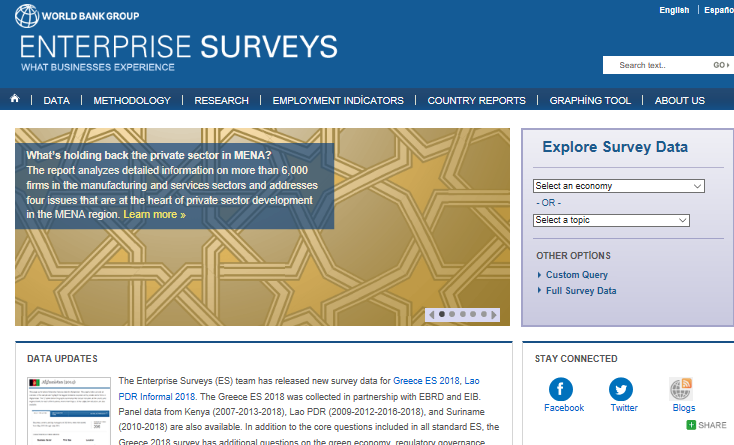 English | Españo
WORLD BANK GROUP
ENTERPRISE SURVEYS
WHAT BUSINESSES EXPERIENCE
Search text.. GO
DATA | METHODOLOGY | RESEARCH | EMPLOYMENT INDİCATORS | COUNTRY REPORTS | GRAPHİNG TOOL | ABOUT US
What's holding back the private sector in MENA?
The report analyzes detailed information on more than 6,000
firms in the manufacturing and services sectors and addresses
four issues that are at the heart of private sector development
in the MENA region. Learn more »
Explore Survey Data
Select an economy
- OR -
Select a topic
OTHER OPTİONS
Custom Query
Full Survey Data
DATA UPDATES
The Enterprise Surveys (ES) team has released new survey data for Greece ES 2018, Lao
PDR Informal 2018. The Greece ES 2018 was collected in partnership with EBRD and EIB.
Panel data from Kenya (2007-2013-2018), Lao PDR (2009-2012-2016-2018), and Suriname
(2010-2018) are also available. In addition to the core questions included in all standard ES, the
Greece 2018 survey has additional questions on the green economy, regulatory governance
STAY CONNECTED
Facebook
Twitter
Blogs
SHARE